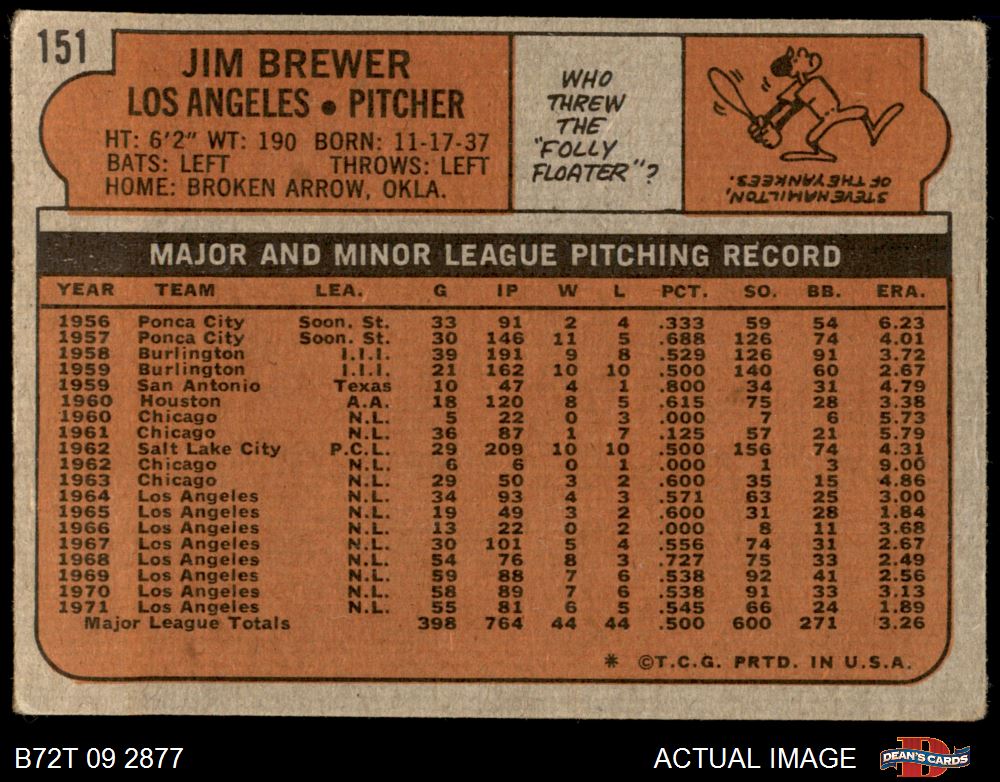 151
JIM BREWER
LOS ANGELES • PITCHER
HT: 6'2" WT: 190 BORN: 11-17-37
BATS: LEFT THROWS: LEFT
HOME: BROKEN ARROW, OKLA.
WHO
THREW
THE
"FOLLY
FLOATER"?
STEVE HAMILTON,
OF THE YANKEES.
MAJOR AND MINOR LEAGUE PITCHING RECORD
YEAR TEAM LEA. G IP W L PCT. SO. BB. ERA.
1956 Ponca City Soon. St. 33 91 2 4 .333 59 54 6.23
1957 Ponca City Soon. St. 30 146 11 5 .688 126 74 4.01
1958 Burlington I.I.I. 39 191 9 8 .529 126 91 3.72
1959 Burlington I.I.I. 21 162 10 10 .500 140 60 2.67
1959 San Antonio Texas 10 47 4 1 .800 34 31 4.79
1960 Houston A.A. 18 120 8 5 .615 75 28 3.38
1960 Chicago N.L. 5 22 0 3 .000 7 6 5.73
1961 Chicago N.L. 36 87 1 7 .125 57 21 5.79
1962 Salt Lake City P.C.L. 29 209 10 10 .500 156 74 4.31
1962 Chicago N.L. 6 6 0 1 .000 1 3 9.00
1963 Chicago N.L. 29 50 3 2 .600 35 15 4.86
1964 Los Angeles N.L. 34 93 4 3 .571 63 25 3.00
1965 Los Angeles N.L. 19 49 3 2 .600 31 28 1.84
1966 Los Angeles N.L. 13 22 0 2 .000 8 11 3.68
1967 Los Angeles N.L. 30 101 5 4 .556 74 31 2.67
1968 Los Angeles N.L. 54 76 8 3 .727 75 33 2.49
1969 Los Angeles N.L. 59 88 7 6 .538 92 41 2.56
1970 Los Angeles N.L. 58 89 7 6 .538 91 33 3.13
1971 Los Angeles N.L. 55 81 6 5 .545 66 24 1.89
Major League Totals 398 764 44 44 .500 600 271 3.26
* ©T.C.G. PRTD. IN U.S.A.
B72T 09 2877 ACTUAL IMAGE DEAN'S CARDS